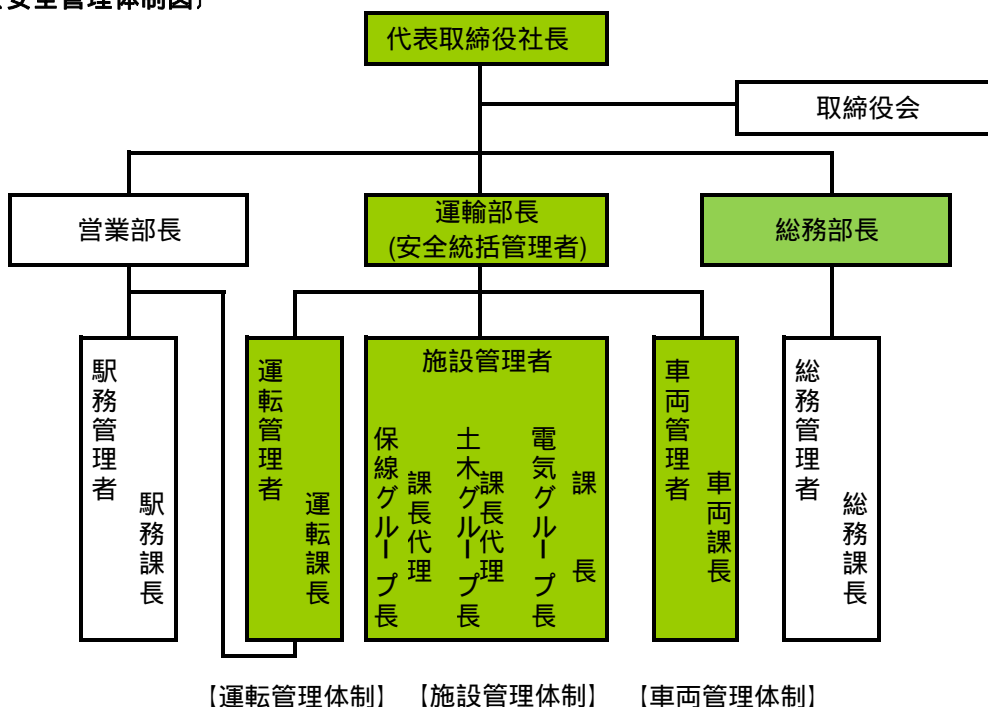 【安全管理体制図】
代表取締役社長
取締役会
営業部長
運輸部長
(安全統括管理者)
総務部長
駅務管理者
駅務課長
運転管理者
運転課長
施設管理者
保線グループ長
課長代理
土木グループ長
課長代理
電気グループ長
課長
車両管理者
車両課長
総務管理者
総務課長
【運転管理体制】 【施設管理体制】 【車両管理体制】